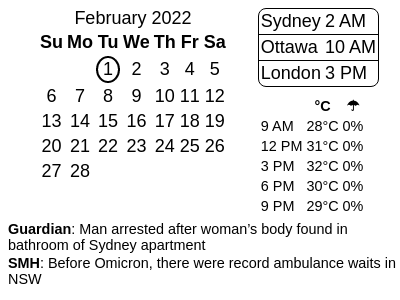 February 2022
Su Mo Tu We Th Fr Sa
1 2 3 4 5
6 7 8 9 10 11 12
13 14 15 16 17 18 19
20 21 22 23 24 25 26
27 28
Sydney 2 AM
Ottawa 10 AM
London 3 PM
°C ☂
9 AM 28°C 0%
12 PM 31°C 0%
3 PM 32°C 0%
6 PM 30°C 0%
9 PM 29°C 0%
Guardian: Man arrested after woman’s body found in
bathroom of Sydney apartment
SMH: Before Omicron, there were record ambulance waits in
NSW